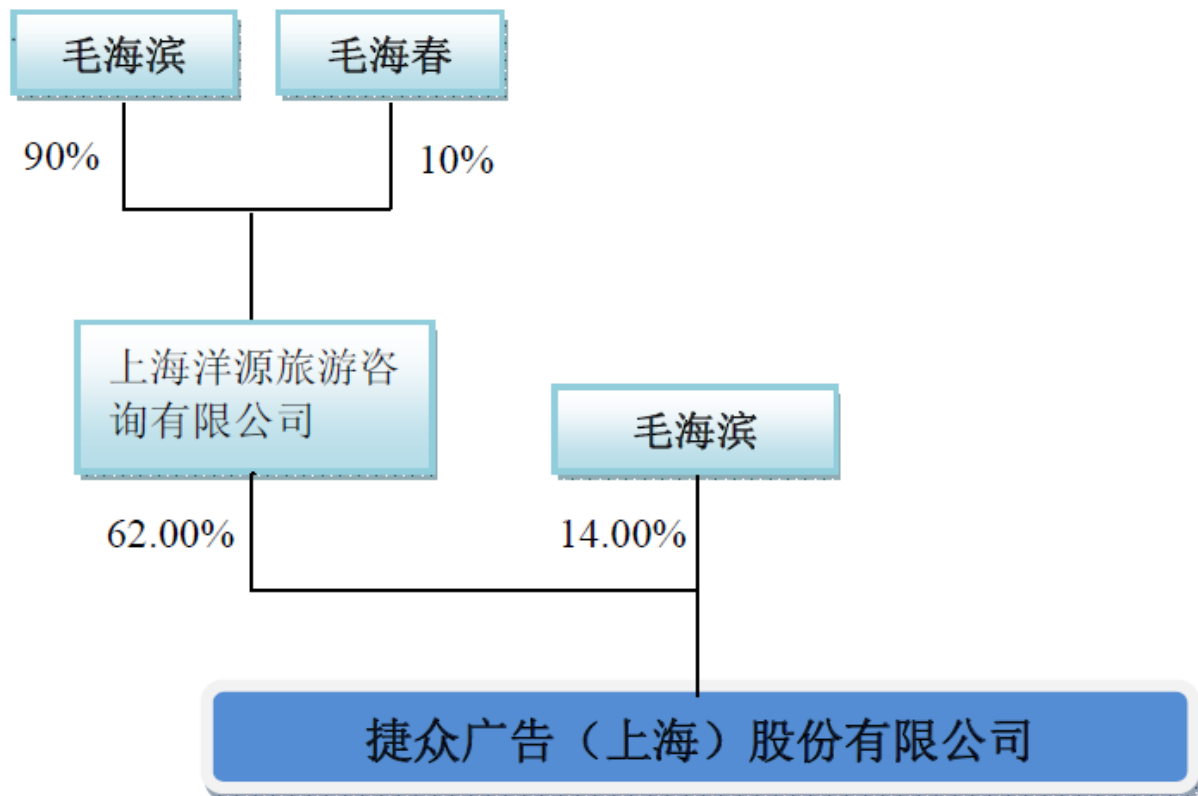 毛海滨
毛海春
90%
10%
上海洋源旅游咨
询有限公司
毛海滨
62.00%
14.00%
捷众广告（上海）股份有限公司